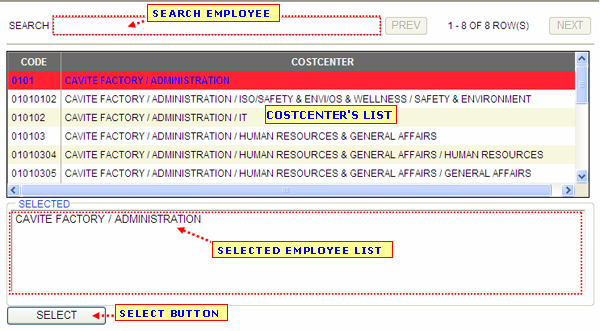 SEARCH EMPLOYEE
SEARCH PREV 1 - 8 OF 8 ROW(S) NEXT
CODE COSTCENTER
0101 CAVITE FACTORY / ADMINISTRATION
01010102 CAVITE FACTORY / ADMINISTRATION / ISO/SAFETY & ENVI/OS & WELLNESS / SAFETY & ENVIRONMENT
010102 CAVITE FACTORY / ADMINISTRATION / IT COSTCENTER'S LIST
010103 CAVITE FACTORY / ADMINISTRATION / HUMAN RESOURCES & GENERAL AFFAIRS
01010304 CAVITE FACTORY / ADMINISTRATION / HUMAN RESOURCES & GENERAL AFFAIRS / HUMAN RESOURCES
01010305 CAVITE FACTORY / ADMINISTRATION / HUMAN RESOURCES & GENERAL AFFAIRS / GENERAL AFFAIRS
SELECTED
CAVITE FACTORY / ADMINISTRATION
SELECTED EMPLOYEE LIST
SELECT SELECT BUTTON